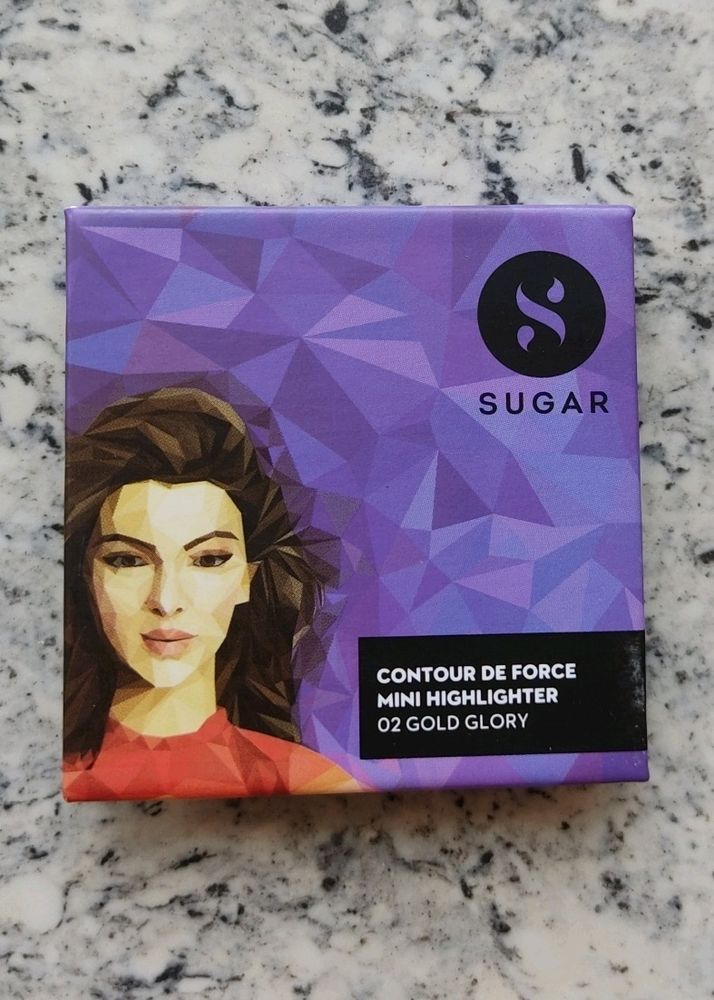 SUGAR
CONTOUR DE FORCE
MINI HIGHLIGHTER
02 GOLD GLORY